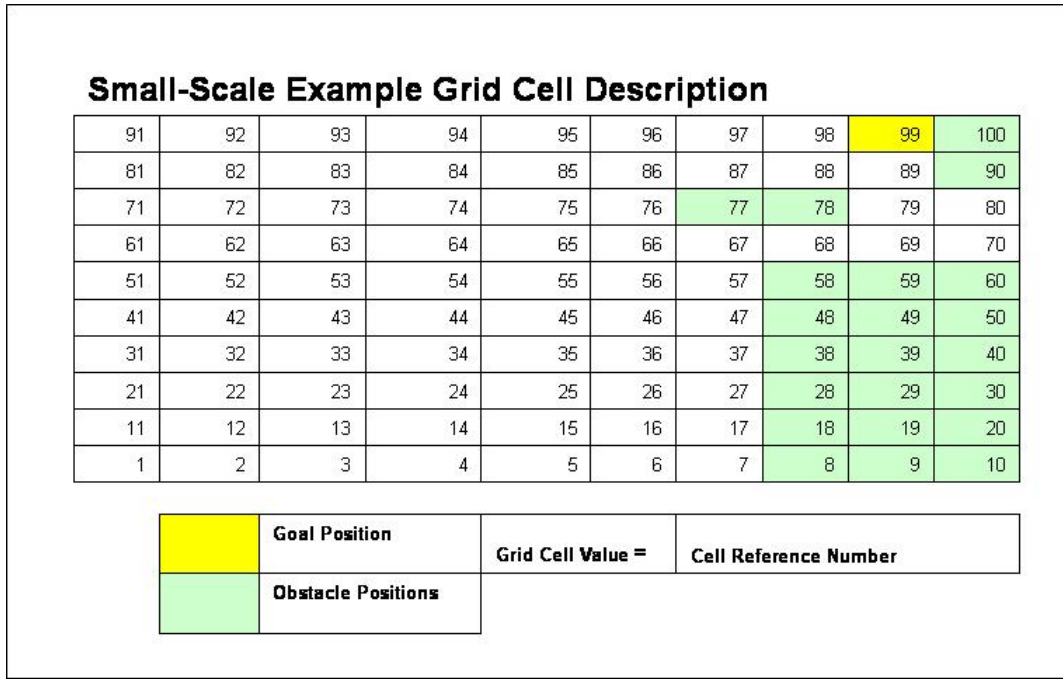 Small-Scale Example Grid Cell Description
91 92 93 94 95 96 97 98 99 100
81 82 83 84 85 86 87 88 89 90
71 72 73 74 75 76 77 78 79 80
61 62 63 64 65 66 67 68 69 70
51 52 53 54 55 56 57 58 59 60
41 42 43 44 45 46 47 48 49 50
31 32 33 34 35 36 37 38 39 40
21 22 23 24 25 26 27 28 29 30
11 12 13 14 15 16 17 18 19 20
1 2 3 4 5 6 7 8 9 10
Goal Position
Grid Cell Value = Cell Reference Number
Obstacle Positions